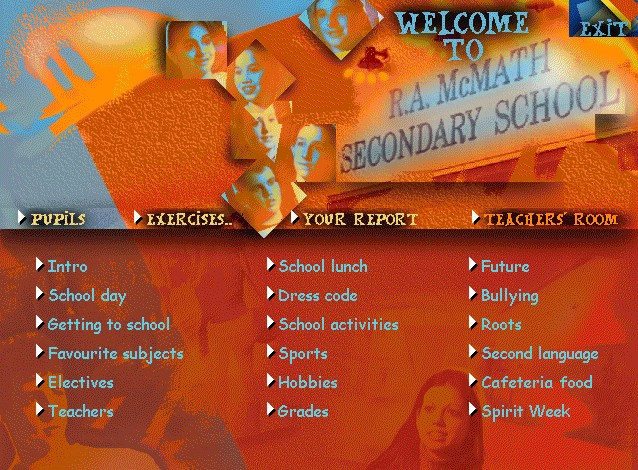 WELCOME
TO
EXIT
R.A. McMATH
SECONDARY SCHOOL
PUPILS
EXERCISES..
YOUR REPORT
TEACHERS' ROOM
Intro
School day
Getting to school
Favourite subjects
Electives
Teachers
School lunch
Dress code
School activities
Sports
Hobbies
Grades
Future
Bullying
Roots
Second language
Cafeteria food
Spirit Week